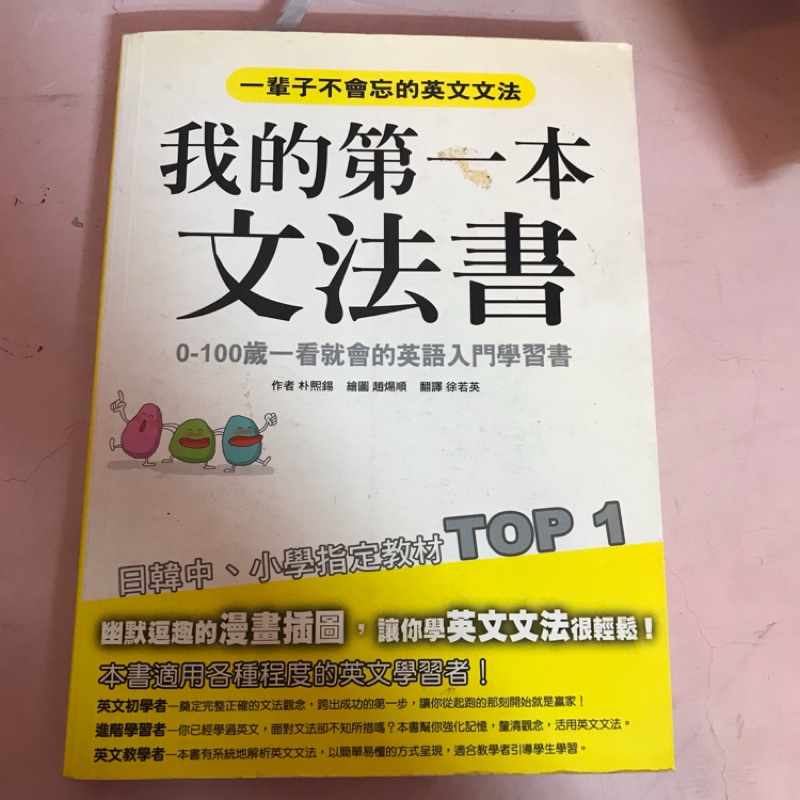 一輩子不會忘的英文文法
我的第一本
文法書
0-100歲一看就會的英語入門學習書
作者 朴熙錫 繪圖 趙煬順 翻譯 徐若英
日韓中、小學指定教材 TOP 1
幽默逗趣的漫畫插圖，讓你學英文文法很輕鬆！
本書適用各種程度的英文學習者！
英文初學者—奠定完整正確的文法觀念，跨出成功的第一步，讓你從起跑的那刻開始就是贏家！
進階學習者—你已經學過英文，面對文法卻不知所措嗎？本書幫你強化記憶，釐清觀念，活用英文文法。
英文教學者—本書有系統地解析英文文法，以簡單易懂的方式呈現，適合教學者引導學生學習。